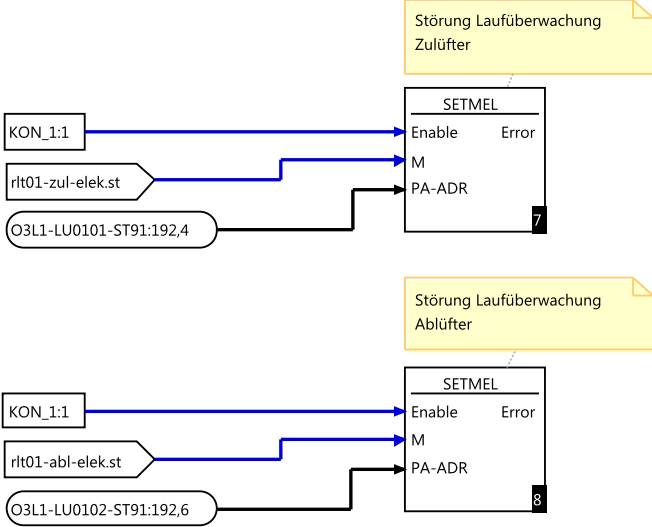 Störung Laufüberwachung
Zulüfter
SETMEL
KON_1:1
Enable Error
M
rlt01-zul-elek.st
PA-ADR
O3L1-LU0101-ST91:192,4
7
Störung Laufüberwachung
Ablüfter
SETMEL
KON_1:1
Enable Error
M
rlt01-abl-elek.st
PA-ADR
O3L1-LU0102-ST91:192,6
8